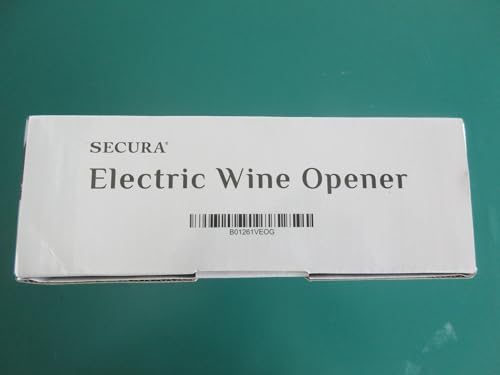 SECURA®
Electric Wine Opener
B01261VEOG